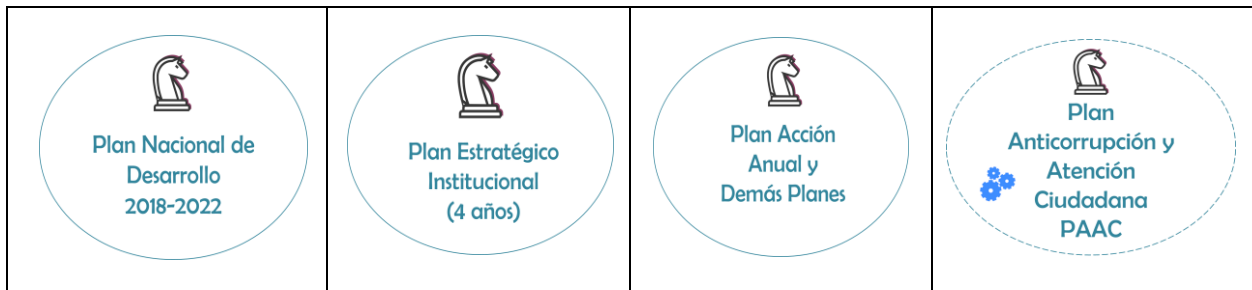 Plan Nacional de
Desarrollo
2018-2022
Plan Estratégico
Institucional
(4 años)
Plan Acción
Anual y
Demás Planes
Plan
Anticorrupción y
Atención
Ciudadana
PAAC